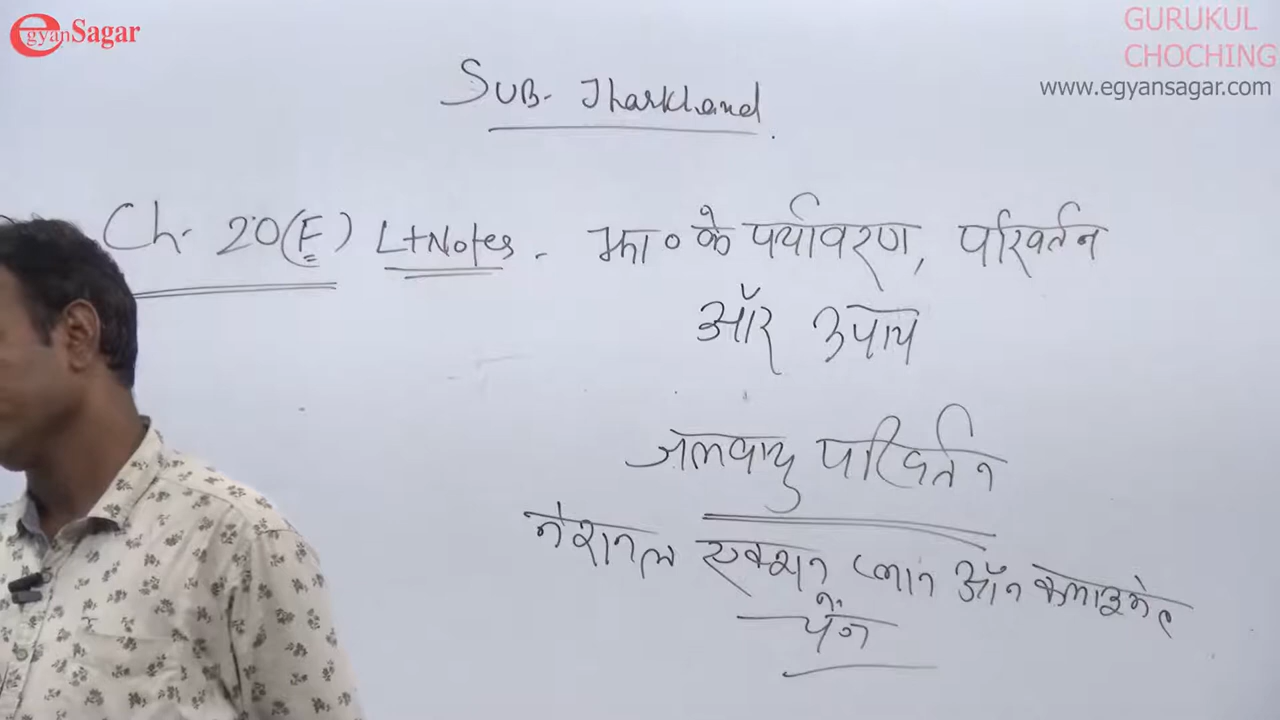 egyanSagar
GURUKUL
CHOCHING
www.egyansagar.com
Sub- Jharkhand.
Ch- 20(F) L+Notes - झा० के पर्यावरण, परिवर्तन
और उपाय
जलवायु परिवर्तन
नेशनल एक्शन प्लान ऑन क्लाइमेट
चेंज